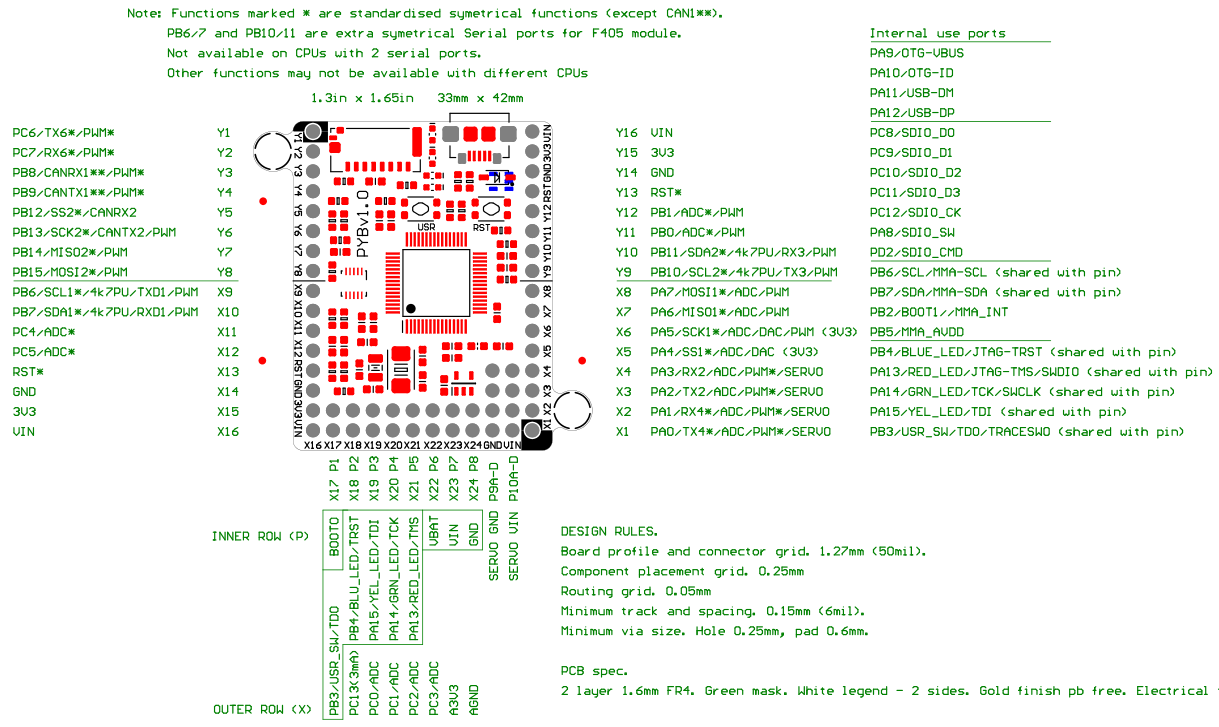 Note: Functions marked * are standardised symetrical functions (except CAN1**).
PB6/7 and PB10/11 are extra symetrical Serial ports for F405 module.
Not available on CPUs with 2 serial ports.
Other functions may not be available with different CPUs
1.3in x 1.65in 33mm x 42mm
PC6/TX6*/PWM* Y1
PC7/RX6*/PWM* Y2
PB8/CANRX1**/PWM* Y3
PB9/CANTX1**/PWM* Y4
PB12/SS2*/CANRX2 Y5
PB13/SCK2*/CANTX2/PWM Y6
PB14/MISO2*/PWM Y7
PB15/MOSI2*/PWM Y8
PB6/SCL1*/4k7PU/TXD1/PWM X9
PB7/SDA1*/4k7PU/RXD1/PWM X10
PC4/ADC* X11
PC5/ADC* X12
RST* X13
GND X14
3V3 X15
VIN X16
Y1
Y2
Y3
Y4
Y5
Y6
Y7
Y8
X9
X10
X11
X12
RST
GND
3V3
VIN
PYBv1.0
USR
RST
VIN
3V3
GND
RST
Y12
Y11
Y10
Y9
X8
X7
X6
X5
X4
X3
X2
X1
X16 X17 X18 X19 X20 X21 X22 X23 X24 GND VIN
Y16 VIN
Y15 3V3
Y14 GND
Y13 RST*
Y12 PB1/ADC*/PWM
Y11 PB0/ADC*/PWM
Y10 PB11/SDA2*/4k7PU/RX3/PWM
Y9 PB10/SCL2*/4k7PU/TX3/PWM
X8 PA7/MOSI1*/ADC/PWM
X7 PA6/MISO1*/ADC/PWM
X6 PA5/SCK1*/ADC/DAC/PWM (3V3)
X5 PA4/SS1*/ADC/DAC (3V3)
X4 PA3/RX2/ADC/PWM*/SERVO
X3 PA2/TX2/ADC/PWM*/SERVO
X2 PA1/RX4*/ADC/PWM*/SERVO
X1 PA0/TX4*/ADC/PWM*/SERVO
Internal use ports
PA9/OTG-VBUS
PA10/OTG-ID
PA11/USB-DM
PA12/USB-DP
PC8/SDIO_D0
PC9/SDIO_D1
PC10/SDIO_D2
PC11/SDIO_D3
PC12/SDIO_CK
PA8/SDIO_SW
PD2/SDIO_CMD
PB6/SCL/MMA-SCL (shared with pin)
PB7/SDA/MMA-SDA (shared with pin)
PB2/BOOT1//MMA_INT
PB5/MMA_AVDD
PB4/BLUE_LED/JTAG-TRST (shared with pin)
PA13/RED_LED/JTAG-TMS/SWDIO (shared with pin)
PA14/GRN_LED/TCK/SWCLK (shared with pin)
PA15/YEL_LED/TDI (shared with pin)
PB3/USR_SW/TDO/TRACESWO (shared with pin)
X17 P1
X18 P2
X19 P3
X20 P4
X21 P5
X22 P6
X23 P7
X24 P8
P9A-D
P10A-D
INNER ROW (P)
BOOT0
PB4/BLU_LED/TRST
PA15/YEL_LED/TDI
PA14/GRN_LED/TCK
PA13/RED_LED/TMS
VBAT
VIN
GND
SERVO GND
SERVO VIN
OUTER ROW (X)
PB3/USR_SW/TDO
PC13(3mA)
PC0/ADC
PC1/ADC
PC2/ADC
PC3/ADC
A3V3
AGND
DESIGN RULES.
Board profile and connector grid. 1.27mm (50mil).
Component placement grid. 0.25mm
Routing grid. 0.05mm
Minimum track and spacing. 0.15mm (6mil).
Minimum via size. Hole 0.25mm, pad 0.6mm.
PCB spec.
2 layer 1.6mm FR4. Green mask. White legend - 2 sides. Gold finish pb free. Electrical